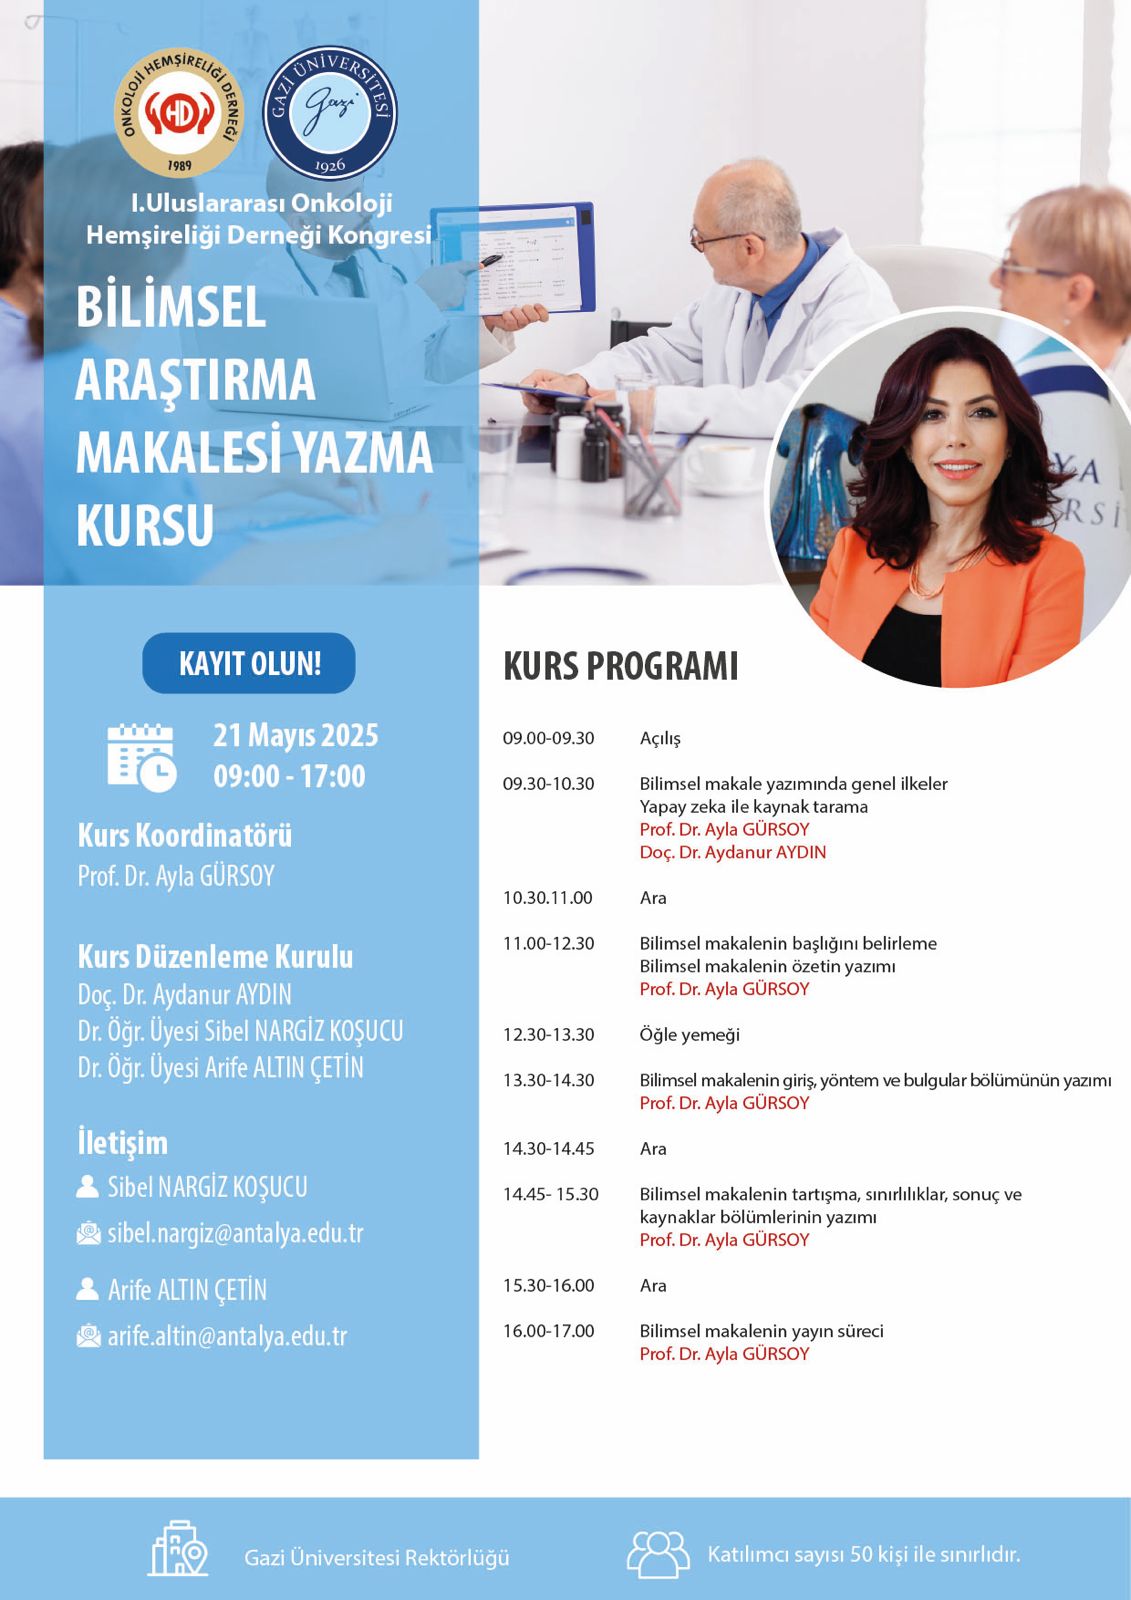 ONKOLOJİ HEMŞİRELİĞİ DERNEĞİ
HD
1989
GAZİ ÜNİVERSİTESİ
gazi
1926
I.Uluslararası Onkoloji
Hemşireliği Derneği Kongresi
BİLİMSEL
ARAŞTIRMA
MAKALESİ YAZMA
KURSU
YA
RSİ
KAYIT OLUN!
21 Mayıs 2025
09:00 - 17:00
Kurs Koordinatörü
Prof. Dr. Ayla GÜRSOY
Kurs Düzenleme Kurulu
Doç. Dr. Aydanur AYDIN
Dr. Öğr. Üyesi Sibel NARGİZ KOŞUCU
Dr. Öğr. Üyesi Arife ALTIN ÇETİN
İletişim
Sibel NARGİZ KOŞUCU
sibel.nargiz@antalya.edu.tr
Arife ALTIN ÇETİN
arife.altin@antalya.edu.tr
KURS PROGRAMI
09.00-09.30 Açılış
09.30-10.30 Bilimsel makale yazımında genel ilkeler
Yapay zeka ile kaynak tarama
Prof. Dr. Ayla GÜRSOY
Doç. Dr. Aydanur AYDIN
10.30.11.00 Ara
11.00-12.30 Bilimsel makalenin başlığını belirleme
Bilimsel makalenin özetin yazımı
Prof. Dr. Ayla GÜRSOY
12.30-13.30 Öğle yemeği
13.30-14.30 Bilimsel makalenin giriş, yöntem ve bulgular bölümünün yazımı
Prof. Dr. Ayla GÜRSOY
14.30-14.45 Ara
14.45- 15.30 Bilimsel makalenin tartışma, sınırlılıklar, sonuç ve
kaynaklar bölümlerinin yazımı
Prof. Dr. Ayla GÜRSOY
15.30-16.00 Ara
16.00-17.00 Bilimsel makalenin yayın süreci
Prof. Dr. Ayla GÜRSOY
Gazi Üniversitesi Rektörlüğü
Katılımcı sayısı 50 kişi ile sınırlıdır.